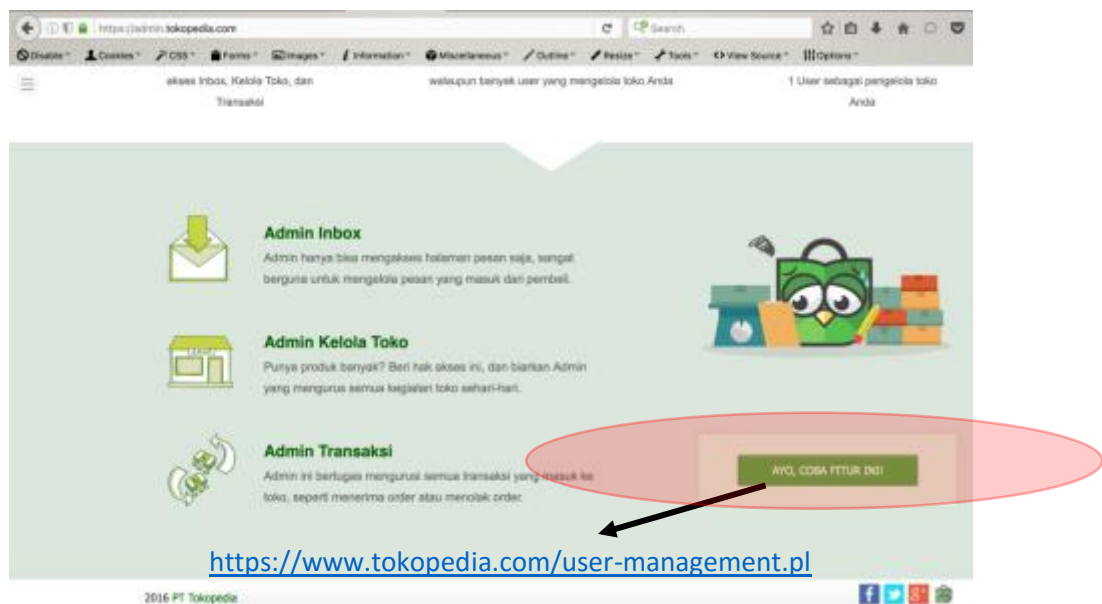 https://admin.tokopedia.com
Search
Disable Cookies CSS Forms Images Information Miscellaneous Outline Resize Tools View Source Options
akses Inbox, Kelola Toko, dan
Transaksi
walaupun banyak user yang mengelola toko Anda
1 User sebagai pengelola toko
Anda
Admin Inbox
Admin hanya bisa mengakses halaman pesan saja, sangat
berguna untuk mengelola pesan yang masuk dari pembeli.
Admin Kelola Toko
Punya produk banyak? Beri hak akses ini, dan biarkan Admin
yang mengurus semua kegiatan toko sehari-hari.
Admin Transaksi
Admin ini bertugas mengurusi semua transaksi yang masuk ke
toko, seperti menerima order atau menolak order.
AYO, COBA FITUR INI!
https://www.tokopedia.com/user-management.pl
2016 PT Tokopedia